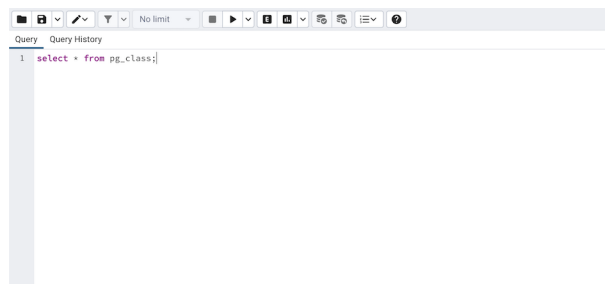 No limit
E
Query Query History
1 select * from pg_class;